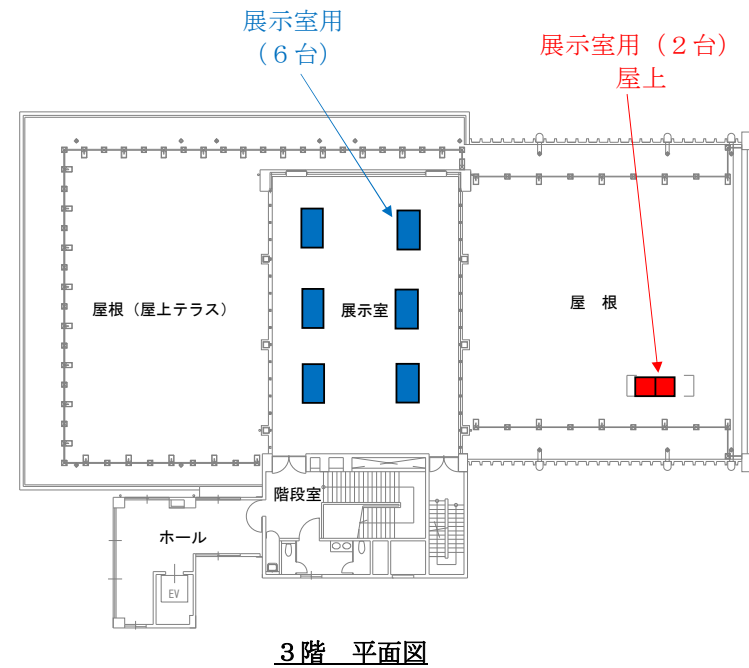 展示室用
（6台）
展示室用（2台）
屋上
屋根（屋上テラス）
展示室
屋　根
階段室
ホール
EV
3階　平面図